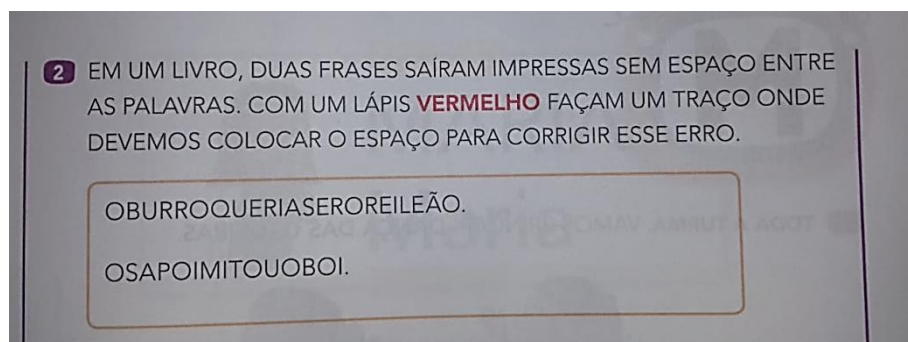 2 EM UM LIVRO, DUAS FRASES SAÍRAM IMPRESSAS SEM ESPAÇO ENTRE
AS PALAVRAS. COM UM LÁPIS VERMELHO FAÇAM UM TRAÇO ONDE
DEVEMOS COLOCAR O ESPAÇO PARA CORRIGIR ESSE ERRO.
OBURROQUERIASEROREILEÃO.
OSAPOIMITOUOBOI.